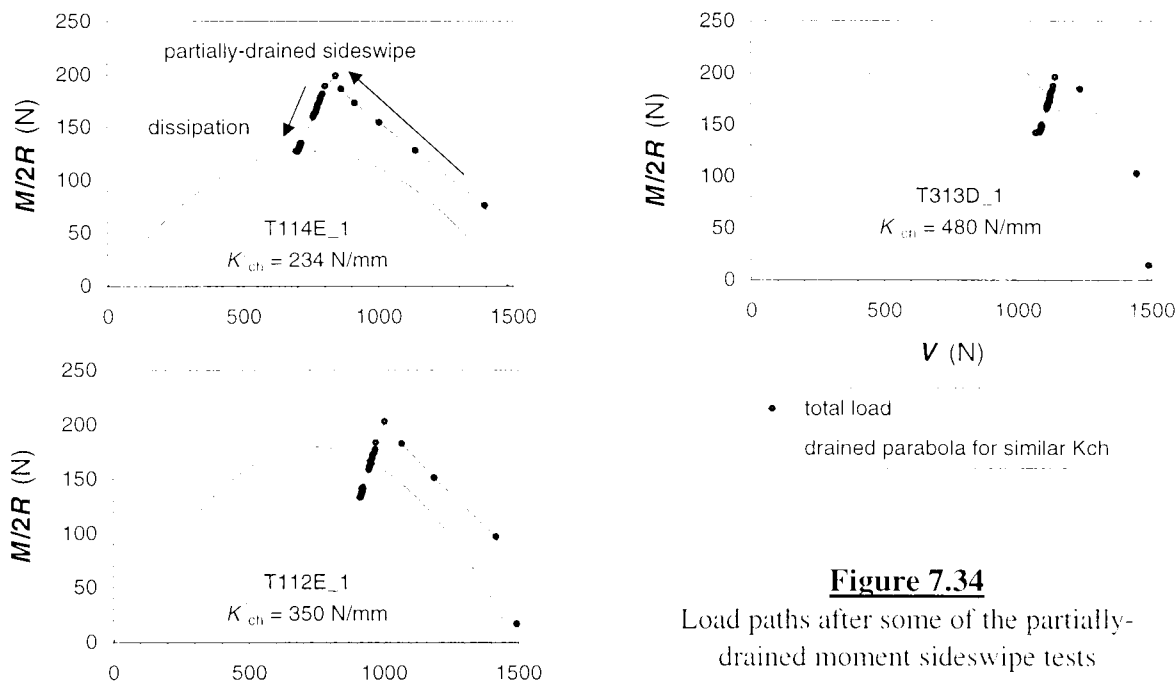 250
200
150
100
50
0
M/2R (N)
partially-drained sideswipe
dissipation
T114E_1
K'ch = 234 N/mm
0 500 1000 1500
250
200
150
100
50
0
M/2R (N)
T313D_1
K'ch = 480 N/mm
0 500 1000 1500
V (N)
250
200
150
100
50
0
M/2R (N)
T112E_1
K'ch = 350 N/mm
0 500 1000 1500
total load
drained parabola for similar Kch
Figure 7.34
Load paths after some of the partially-
drained moment sideswipe tests